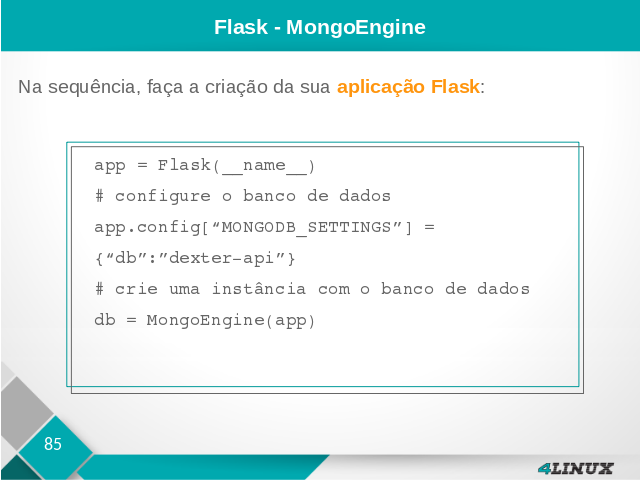 Flask - MongoEngine
Na sequência, faça a criação da sua aplicação Flask:
app = Flask(__name__)
# configure o banco de dados
app.config[“MONGODB_SETTINGS”] =
{“db”:”dexter-api”}
# crie uma instância com o banco de dados
db = MongoEngine(app)
85
4LINUX